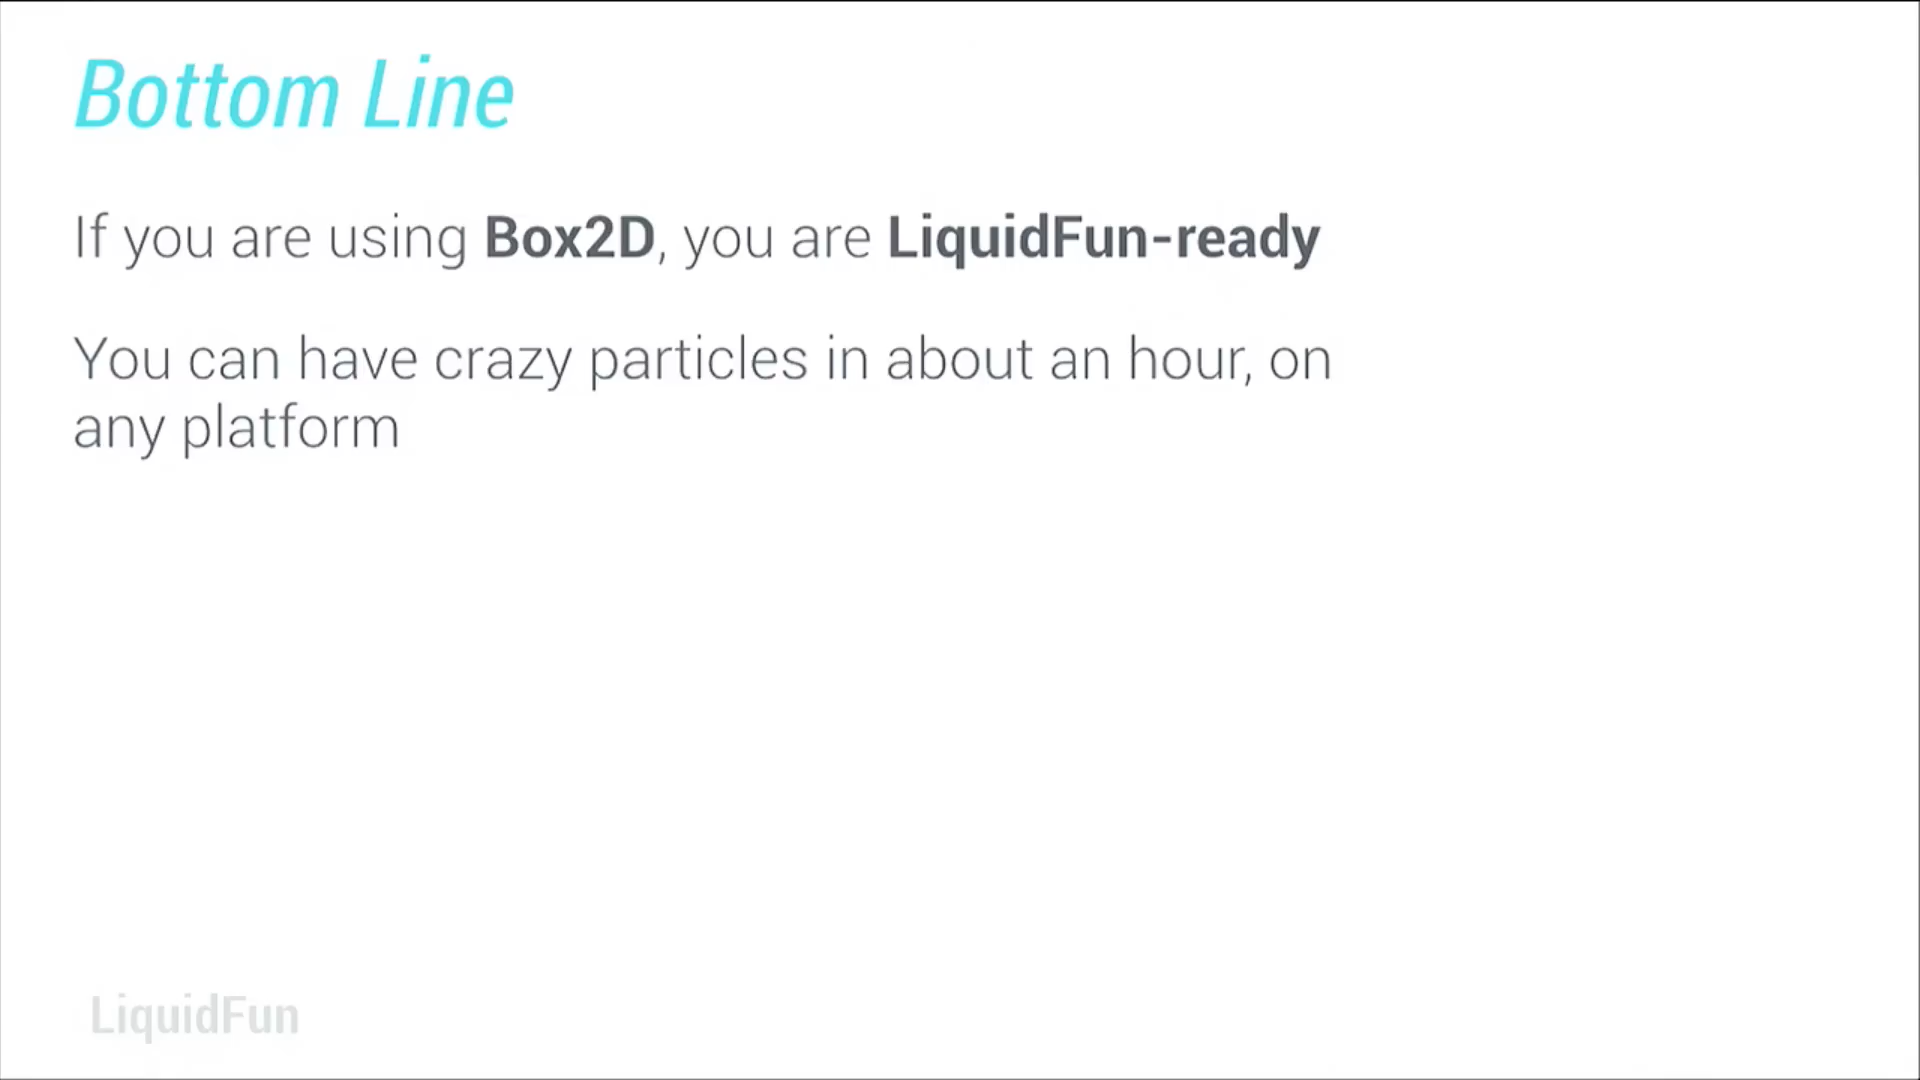 Bottom Line
If you are using Box2D, you are LiquidFun-ready
You can have crazy particles in about an hour, on
any platform
LiquidFun